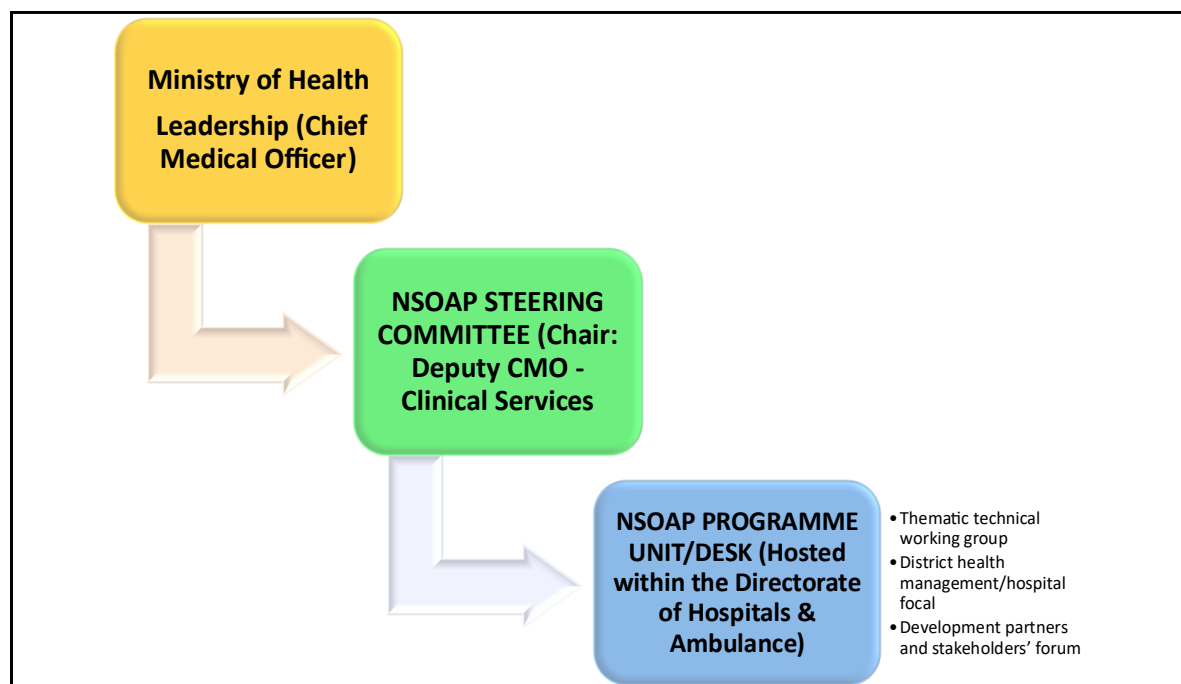 Ministry of Health
Leadership (Chief
Medical Officer)
NSOAP STEERING
COMMITTEE (Chair:
Deputy CMO -
Clinical Services
NSOAP PROGRAMME
UNIT/DESK (Hosted
within the Directorate
of Hospitals &
Ambulance)
•Thematic technical
working group
•District health
management/hospital
focal
•Development partners
and stakeholders’ forum